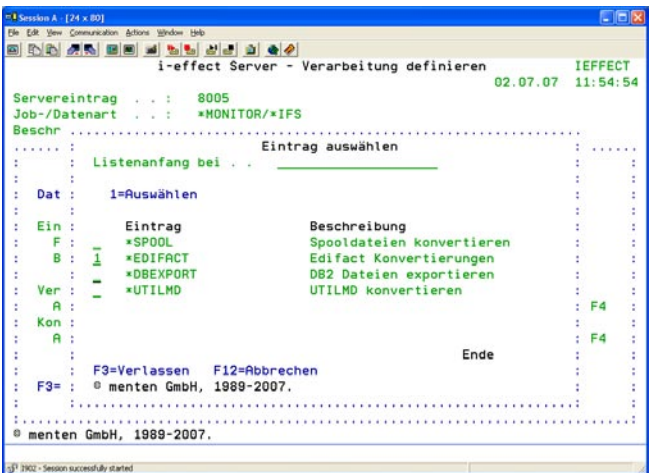 Session A - [24 x 80]
File Edit View Communication Actions Window Help
i-effect Server - Verarbeitung definieren IEFFECT
02.07.07 11:54:54
Servereintrag . . : 8005
Job-/Datenart . . : *MONITOR/*IFS
Beschr ..........................................................
...... : Eintrag auswählen : ......
: : Listenanfang bei . . : :
: : : :
: Dat : 1=Auswählen : :
: : : :
: Ein : Eintrag Beschreibung : :
: F : _ *SPOOL Spooldateien konvertieren : :
: B : 1 *EDIFACT Edifact Konvertierungen : :
: : _ *DBEXPORT DB2 Dateien exportieren : :
: Ver : _ *UTILMD UTILMD konvertieren : :
: A : : F4 :
: Kon : : :
: A : : F4 :
: : Ende : :
: : F3=Verlassen F12=Abbrechen : :
: F3= : © menten GmbH, 1989-2007. : :
: :..........................................................: :
:......................................................................:
© menten GmbH, 1989-2007.
I902 - Session successfully started